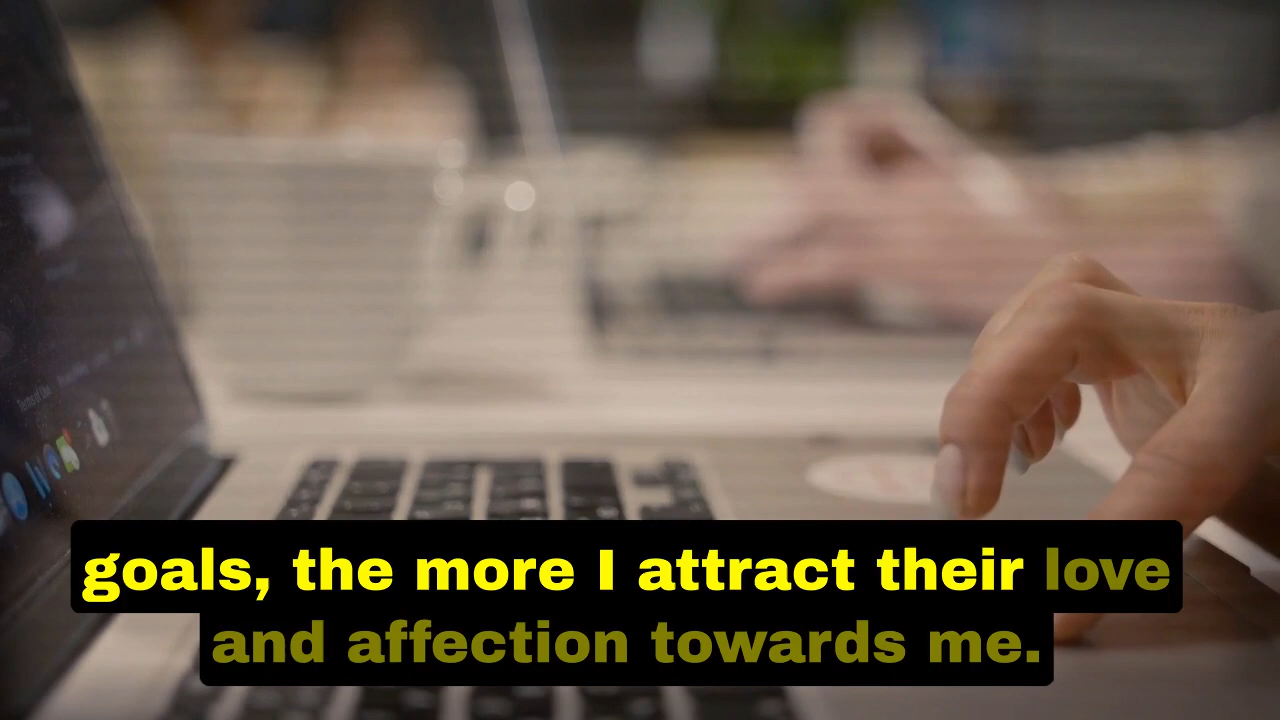 goals, the more I attract their love
and affection towards me.